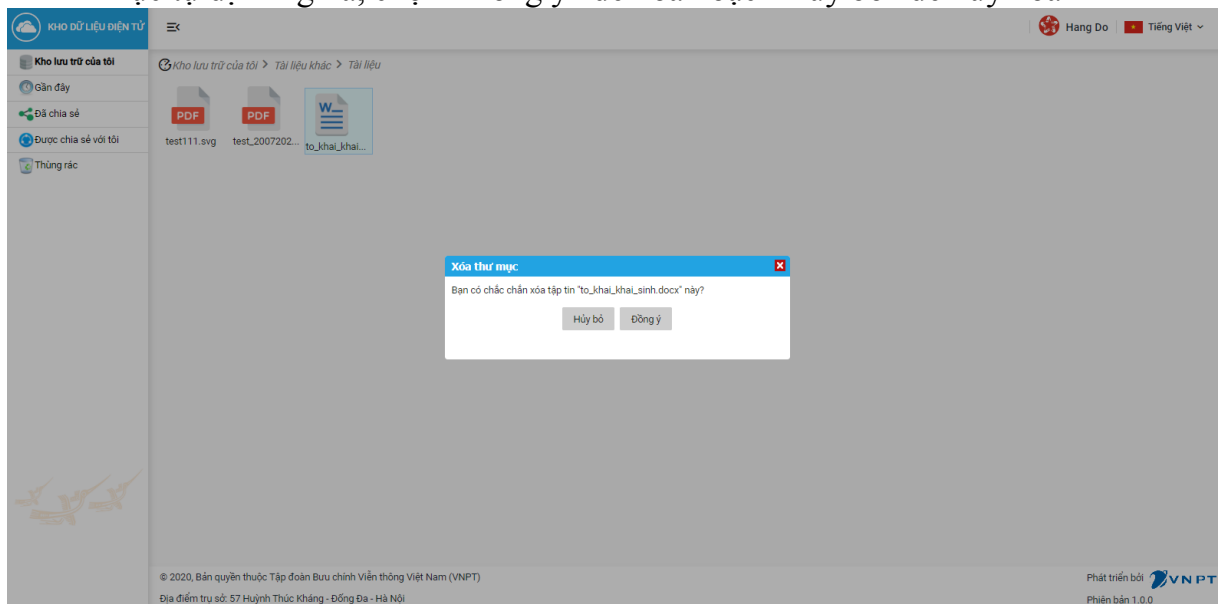 KHO DỮ LIỆU ĐIỆN TỬ
Hang Do
Tiếng Việt
Kho lưu trữ của tôi
Gần đây
Đã chia sẻ
Được chia sẻ với tôi
Thùng rác
Kho lưu trữ của tôi > Tài liệu khác > Tài liệu
PDF PDF W
test111.svg test_2007202... to_khai_khai...
Xóa thư mục
Bạn có chắc chắn xóa tập tin "to_khai_khai_sinh.docx" này?
Hủy bỏ Đồng ý
© 2020, Bản quyền thuộc Tập đoàn Bưu chính Viễn thông Việt Nam (VNPT)
Phát triển bởi VNPT
Địa điểm trụ sở: 57 Huỳnh Thúc Kháng - Đống Đa - Hà Nội
Phiên bản 1.0.0